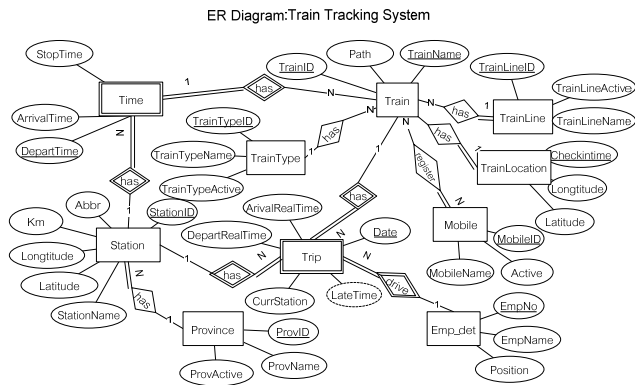 ER Diagram:Train Tracking System
StopTime
Path
TrainName
TrainID
TrainLineID
1
has
N
Time
Train
N
has
1
TrainLine
TrainLineActive
TrainLineName
ArrivalTime
DepartTime
N
TrainTypeID
TrainTypeName
TrainTypeActive
TrainType
1
has
N
N
N
has
1
TrainLocation
Checkintime
Longtitude
Latitude
has
1
register
N
Mobile
MobileID
MobileName
Active
1
has
N
Abbr
StationID
Km
Station
Longtitude
Latitude
StationName
N
has
1
Province
ProvID
ProvName
ProvActive
1
has
N
ArivalRealTime
DepartRealTime
Trip
Date
CurrStation
LateTime
N
drive
1
Emp_det
EmpNo
EmpName
Position